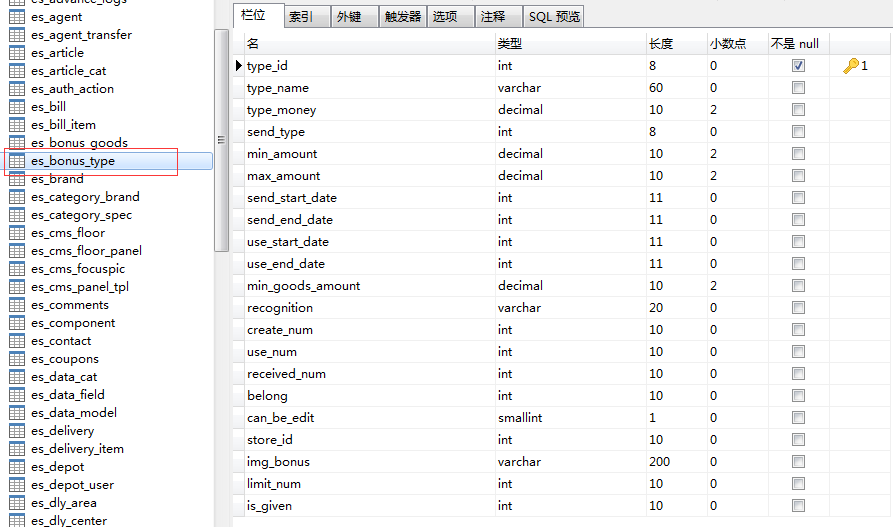 es_advance_logs
es_agent
es_agent_transfer
es_article
es_article_cat
es_auth_action
es_bill
es_bill_item
es_bonus_goods
es_bonus_type
es_brand
es_category_brand
es_category_spec
es_cms_floor
es_cms_floor_panel
es_cms_focuspic
es_cms_panel_tpl
es_comments
es_component
es_contact
es_coupons
es_data_cat
es_data_field
es_data_model
es_delivery
es_delivery_item
es_depot
es_depot_user
es_dly_area
es_dly_center
栏位 索引 外键 触发器 选项 注释 SQL 预览
名 类型 长度 小数点 不是 null
type_id int 8 0 1
type_name varchar 60 0
type_money decimal 10 2
send_type int 8 0
min_amount decimal 10 2
max_amount decimal 10 2
send_start_date int 11 0
send_end_date int 11 0
use_start_date int 11 0
use_end_date int 11 0
min_goods_amount decimal 10 2
recognition varchar 20 0
create_num int 10 0
use_num int 10 0
received_num int 10 0
belong int 10 0
can_be_edit smallint 1 0
store_id int 10 0
img_bonus varchar 200 0
limit_num int 10 0
is_given int 10 0